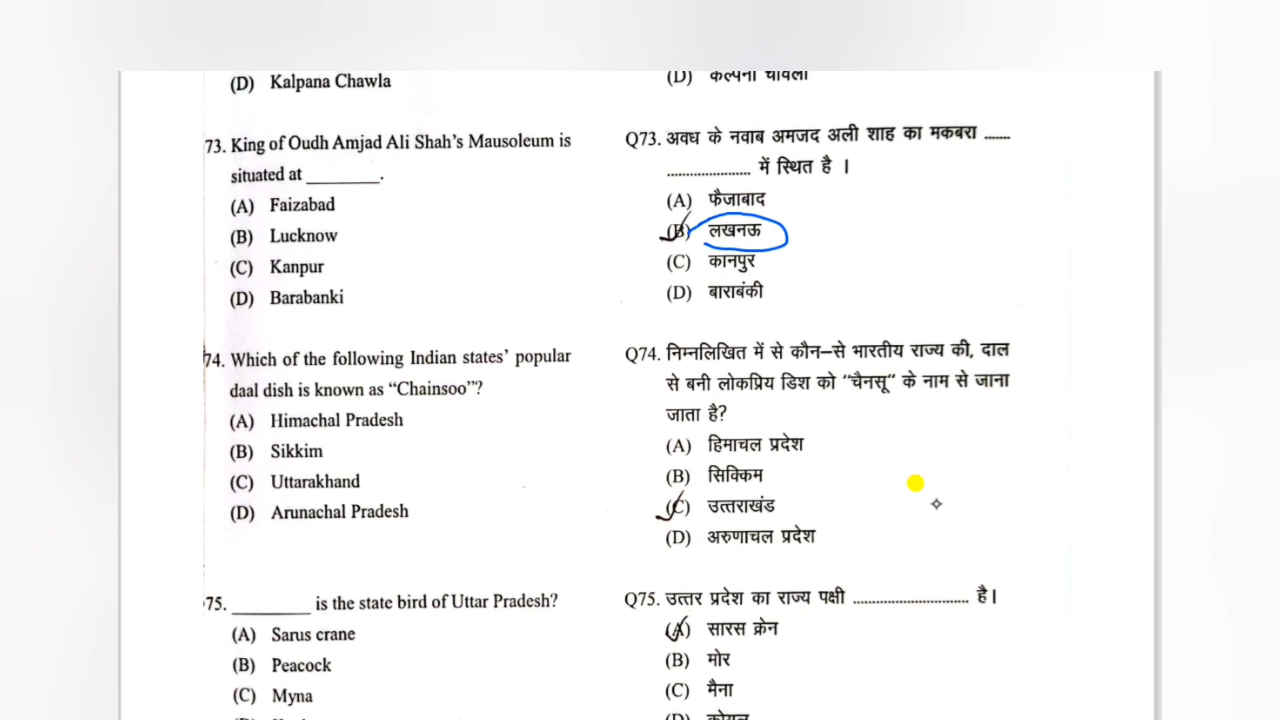 (D) Kalpana Chawla
(D) कल्पना चावला
73. King of Oudh Amjad Ali Shah's Mausoleum is
situated at ________.
(A) Faizabad
(B) Lucknow
(C) Kanpur
(D) Barabanki
Q73. अवध के नवाब अमजद अली शाह का मकबरा .......
...................... में स्थित है ।
(A) फैजाबाद
(B) लखनऊ
(C) कानपुर
(D) बाराबंकी
74. Which of the following Indian states' popular
daal dish is known as “Chainsoo”?
(A) Himachal Pradesh
(B) Sikkim
(C) Uttarakhand
(D) Arunachal Pradesh
Q74. निम्नलिखित में से कौन–से भारतीय राज्य की, दाल
से बनी लोकप्रिय डिश को “चैनसू” के नाम से जाना
जाता है?
(A) हिमाचल प्रदेश
(B) सिक्किम
(C) उत्तराखंड
(D) अरुणाचल प्रदेश
75. ________ is the state bird of Uttar Pradesh?
(A) Sarus crane
(B) Peacock
(C) Myna
Q75. उत्तर प्रदेश का राज्य पक्षी .............................. है।
(A) सारस क्रेन
(B) मोर
(C) मैना
(D) कोयल